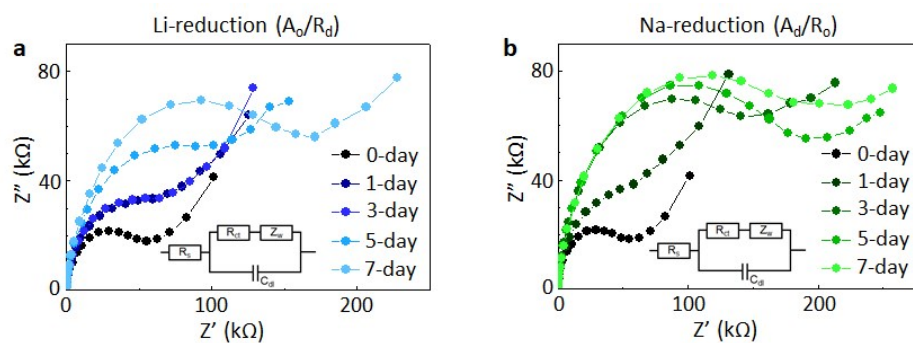 Li-reduction (Ao/Rd)
a
80
40
0
Z″ (kΩ)
0
100
200
Z' (kΩ)
0-day
1-day
3-day
5-day
7-day
Rs
Rct
Zw
Cdl
Na-reduction (Ad/Ro)
b
80
40
0
Z″ (kΩ)
0
100
200
Z' (kΩ)
0-day
1-day
3-day
5-day
7-day
Rs
Rct
Zw
Cdl